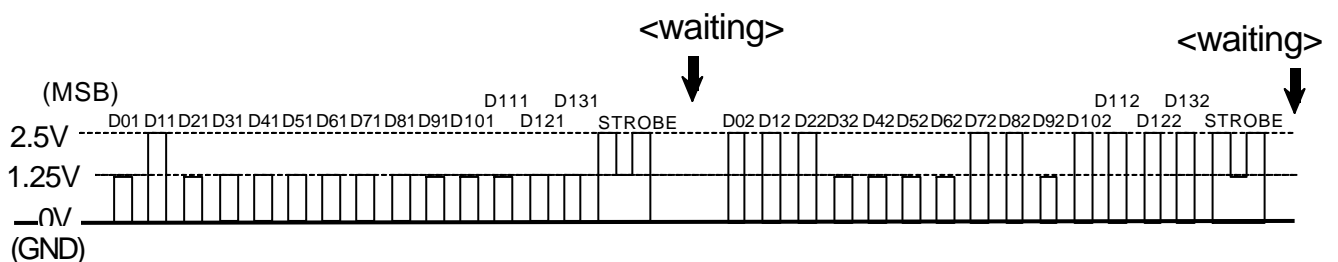 <waiting>
<waiting>
(MSB)
D111 D131 D112 D132
D01 D11 D21 D31 D41 D51 D61 D71 D81 D91 D101 D121 STROBE D02 D12 D22 D32 D42 D52 D62 D72 D82 D92 D102 D122 STROBE
2.5V
1.25V
0V
(GND)